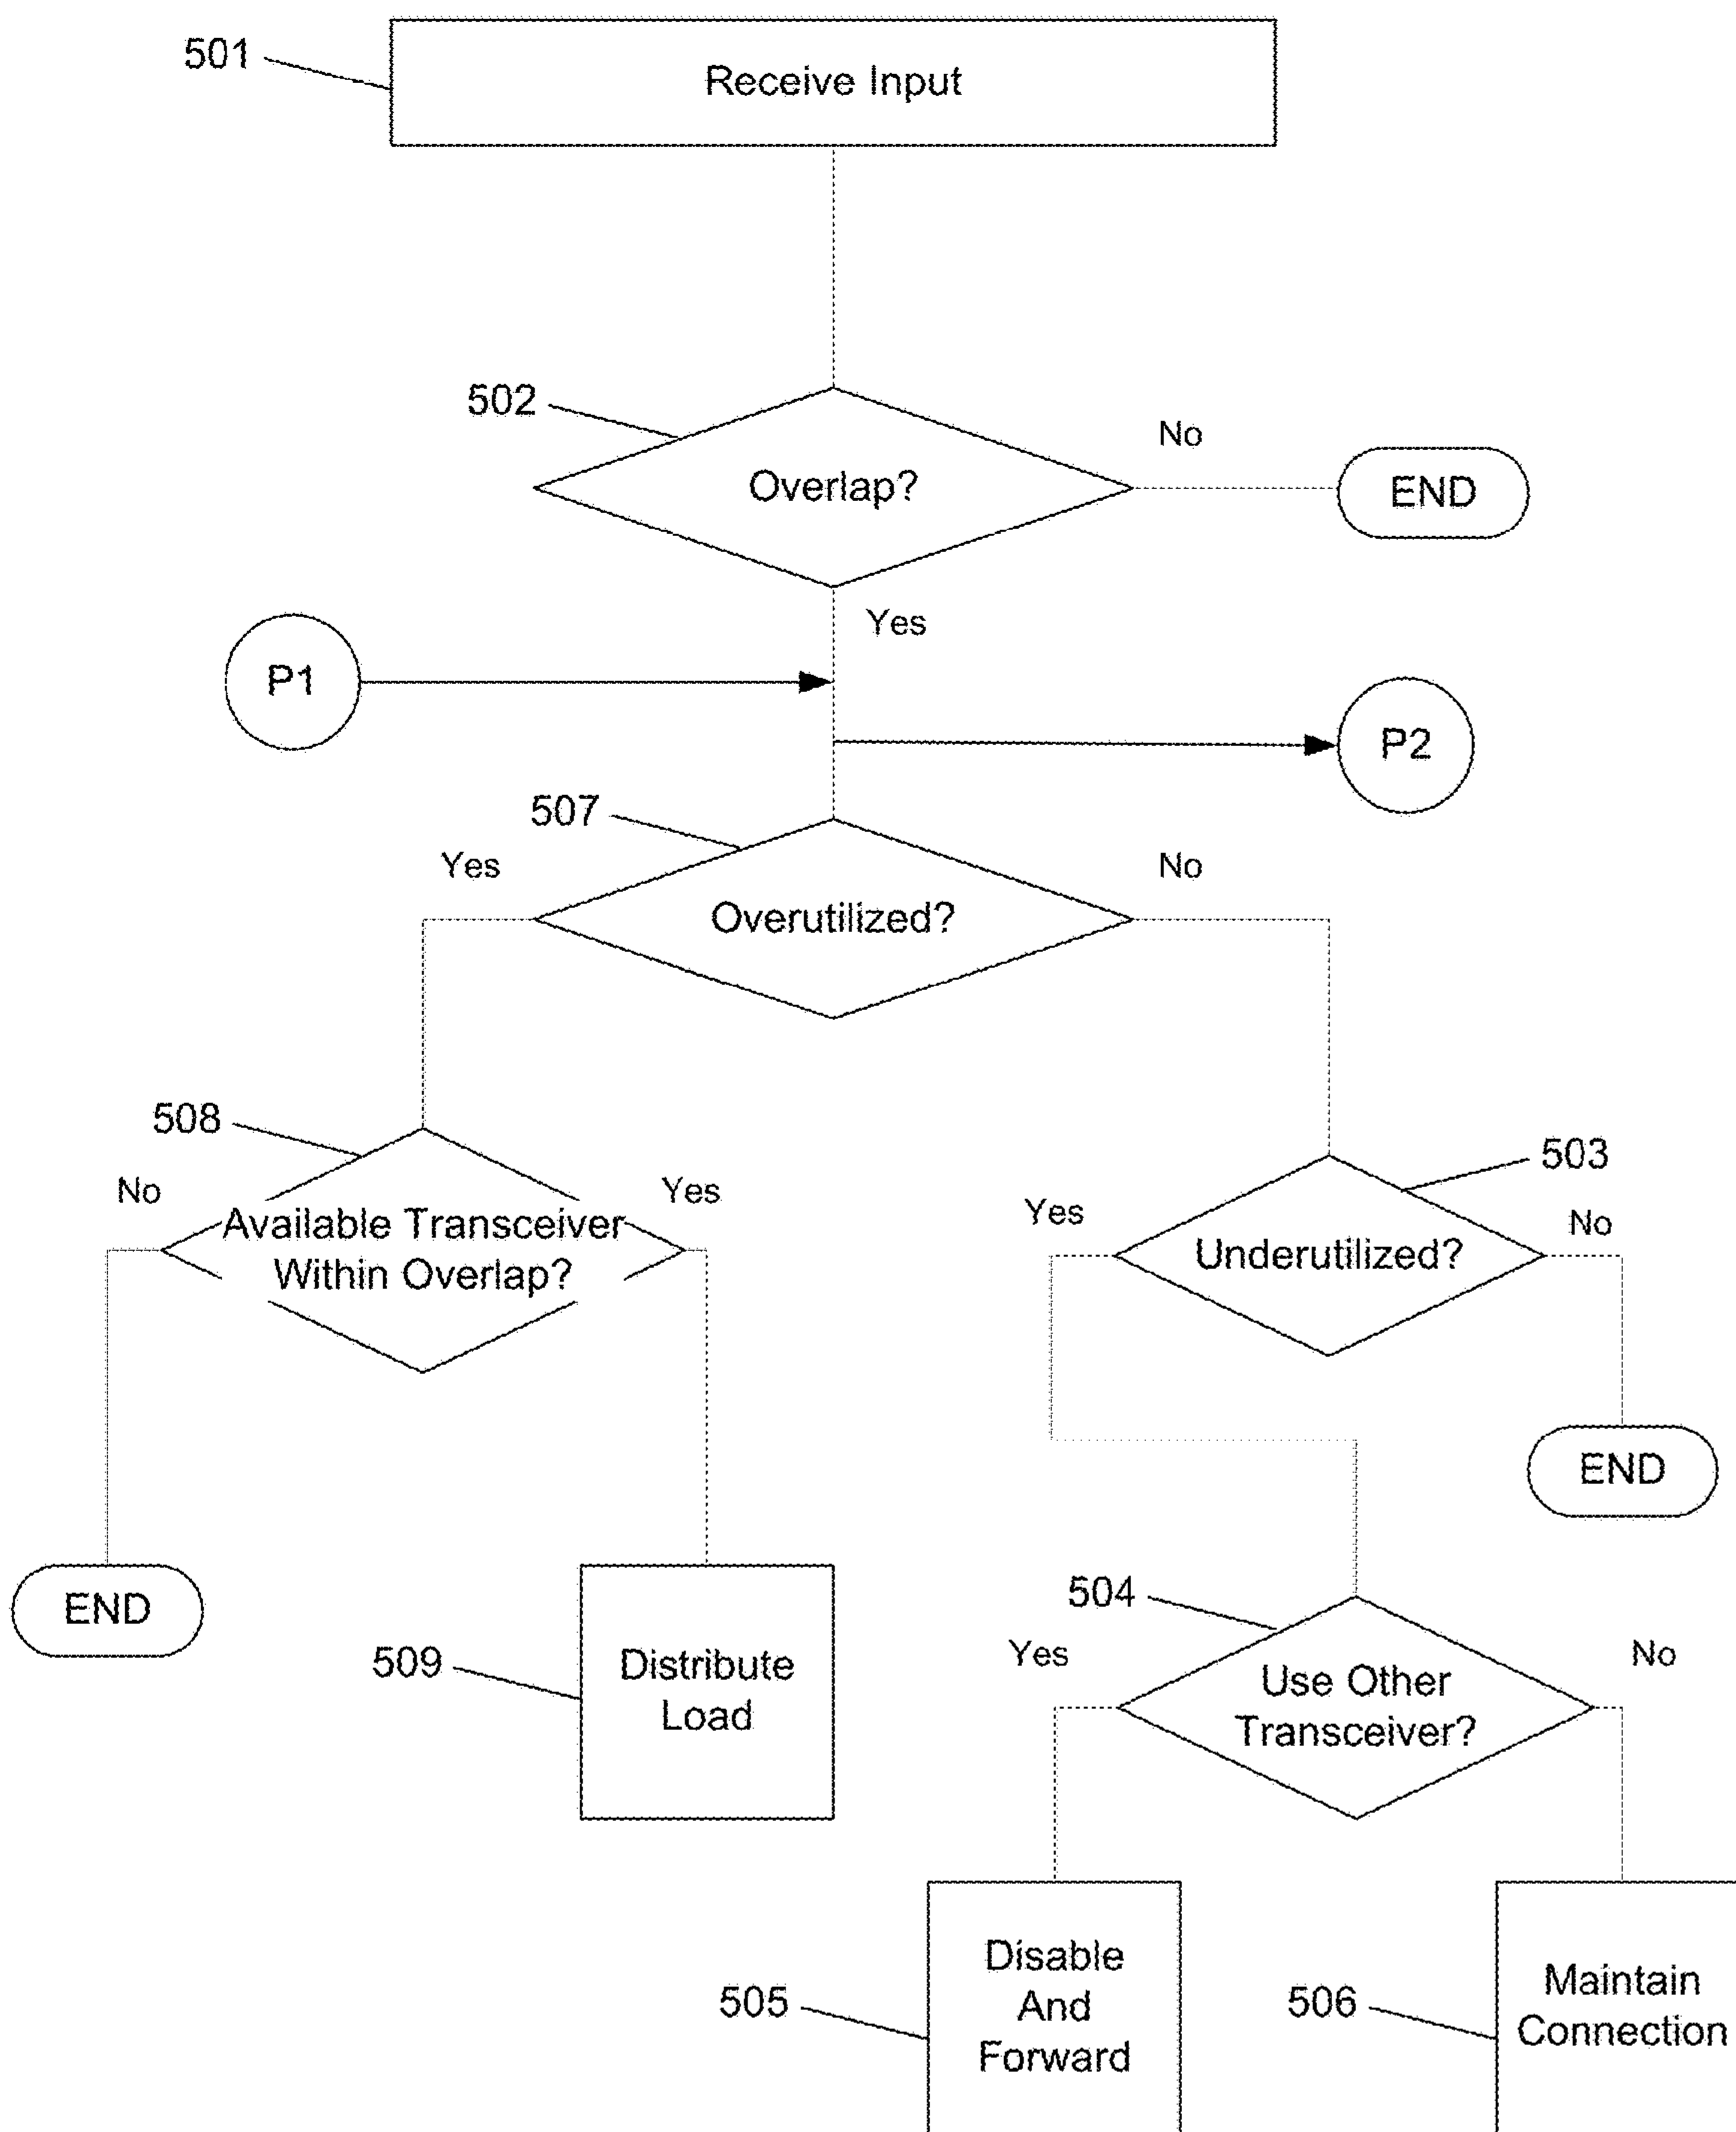 501
Receive Input
502
Overlap?
No
END
Yes
P1
P2
507
Yes
Overutilized?
No
508
No
Available Transceiver
Within Overlap?
Yes
503
Yes
Underutilized?
No
END
END
509
Distribute
Load
504
Yes
Use Other
Transceiver?
No
505
Disable
And
Forward
506
Maintain
Connection